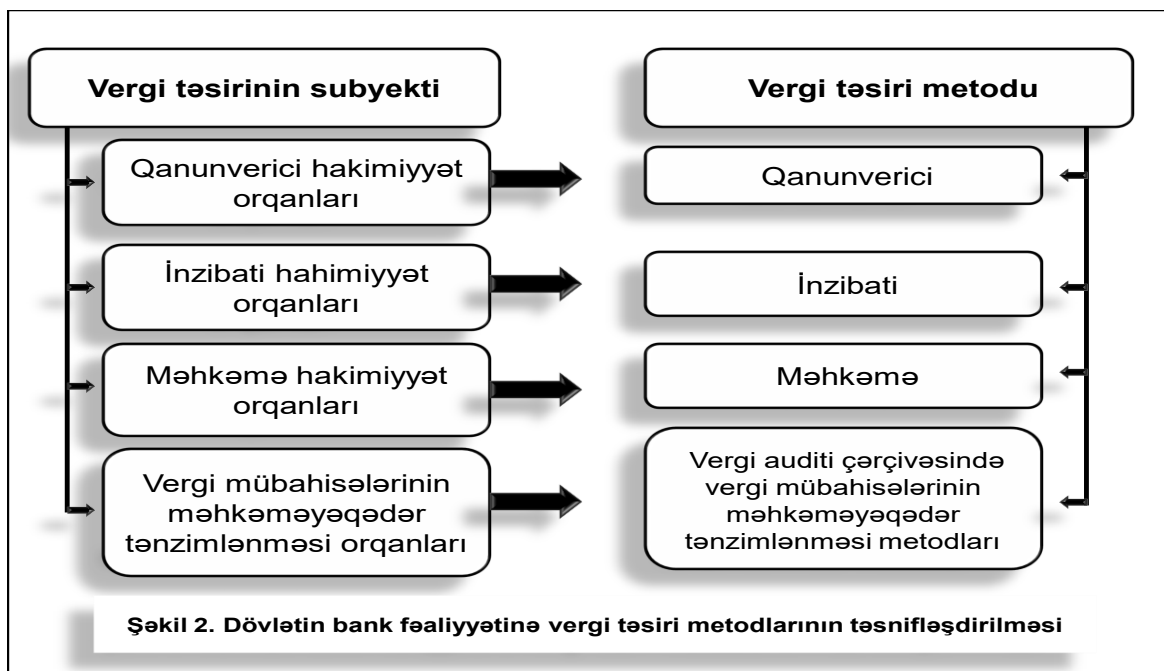 Vergi təsirinin subyekti
Vergi təsiri metodu
Qanunverici hakimiyyət
orqanları
Qanunverici
İnzibati hahimiyyət
orqanları
İnzibati
Məhkəmə hakimiyyət
orqanları
Məhkəmə
Vergi mübahisələrinin
məhkəməyəqədər
tənzimlənməsi orqanları
Vergi auditi çərçivəsində
vergi mübahisələrinin
məhkəməyəqədər
tənzimlənməsi metodları
Şəkil 2. Dövlətin bank fəaliyyətinə vergi təsiri metodlarının təsnifləşdirilməsi